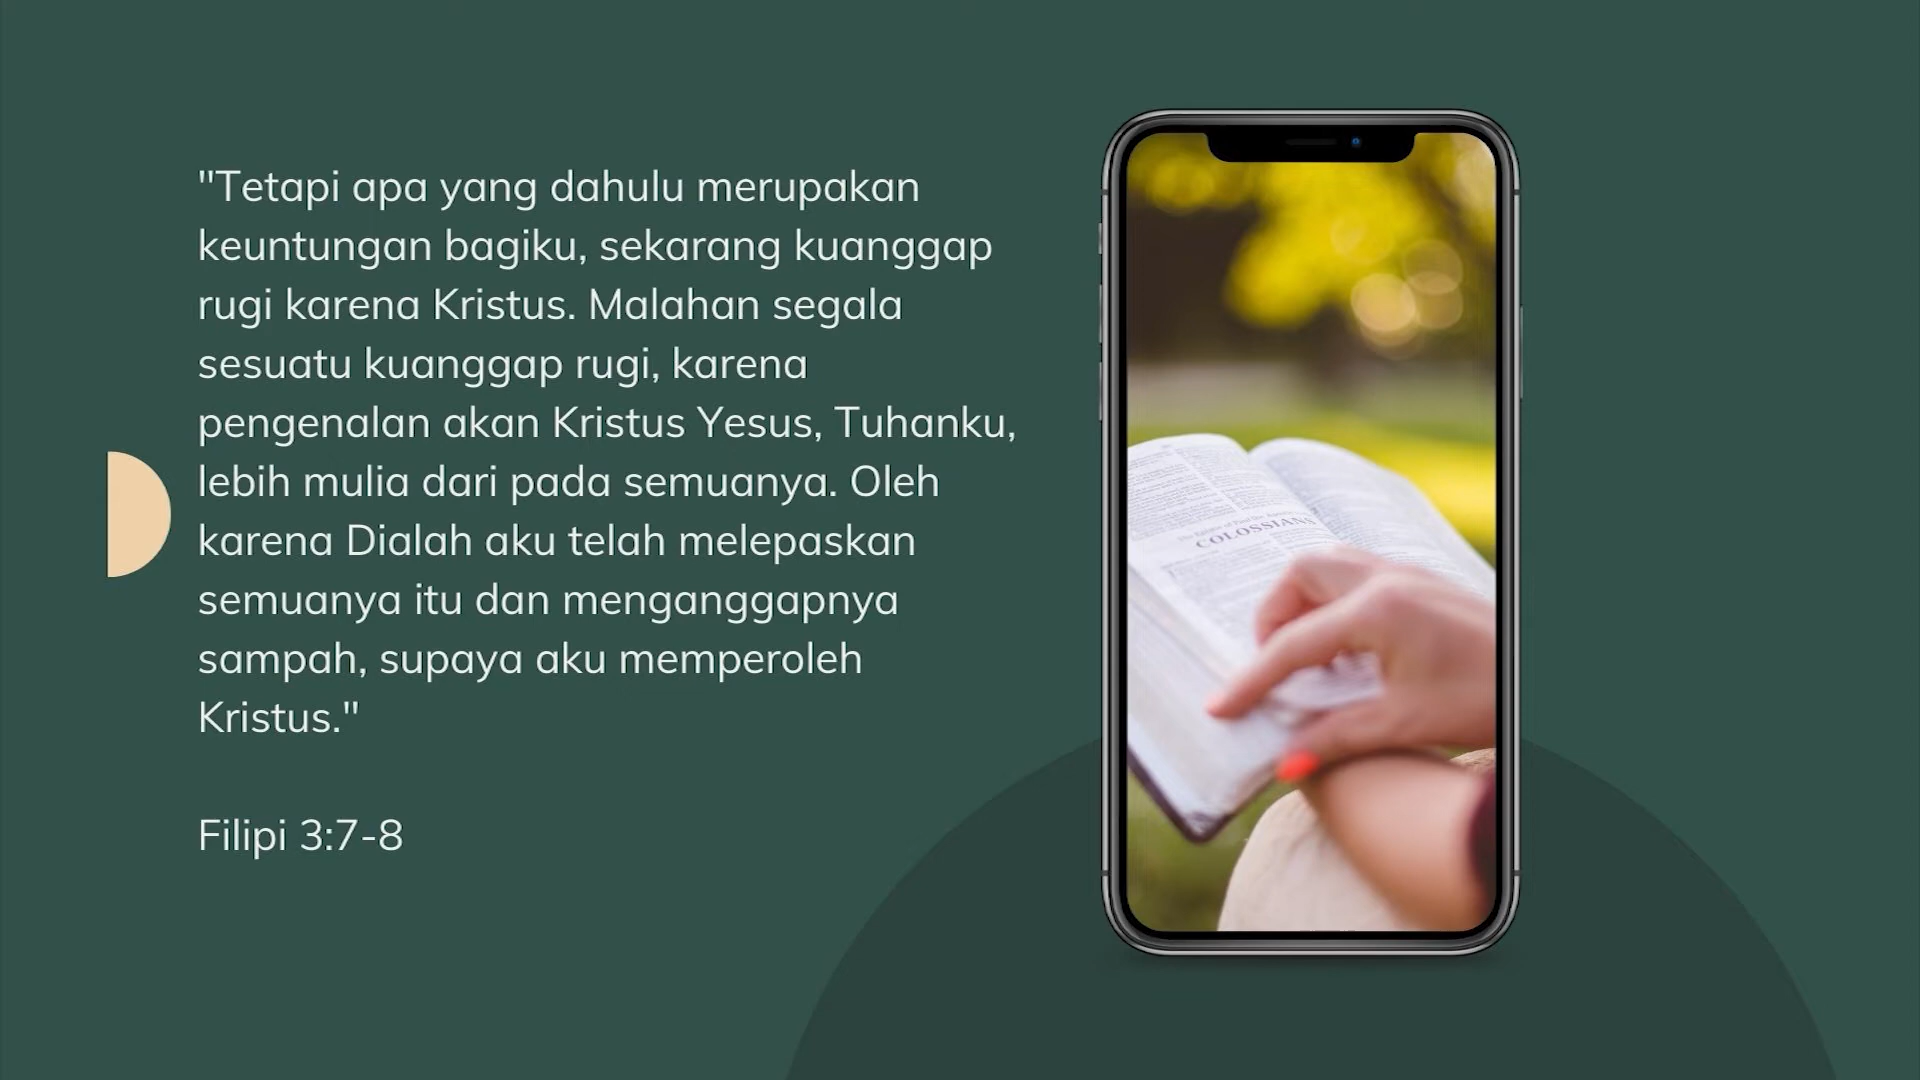 "Tetapi apa yang dahulu merupakan
keuntungan bagiku, sekarang kuanggap
rugi karena Kristus. Malahan segala
sesuatu kuanggap rugi, karena
pengenalan akan Kristus Yesus, Tuhanku,
lebih mulia dari pada semuanya. Oleh
karena Dialah aku telah melepaskan
semuanya itu dan menganggapnya
sampah, supaya aku memperoleh
Kristus."
Filipi 3:7-8
COLOSSIANS